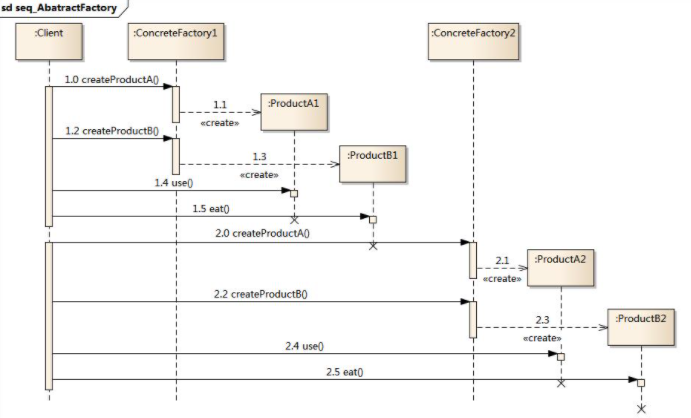 sd seq_AbatractFactory
:Client
:ConcreteFactory1
:ConcreteFactory2
1.0 createProductA()
1.1
«create»
:ProductA1
1.2 createProductB()
1.3
«create»
:ProductB1
1.4 use()
1.5 eat()
2.0 createProductA()
2.1
«create»
:ProductA2
2.2 createProductB()
2.3
«create»
:ProductB2
2.4 use()
2.5 eat()